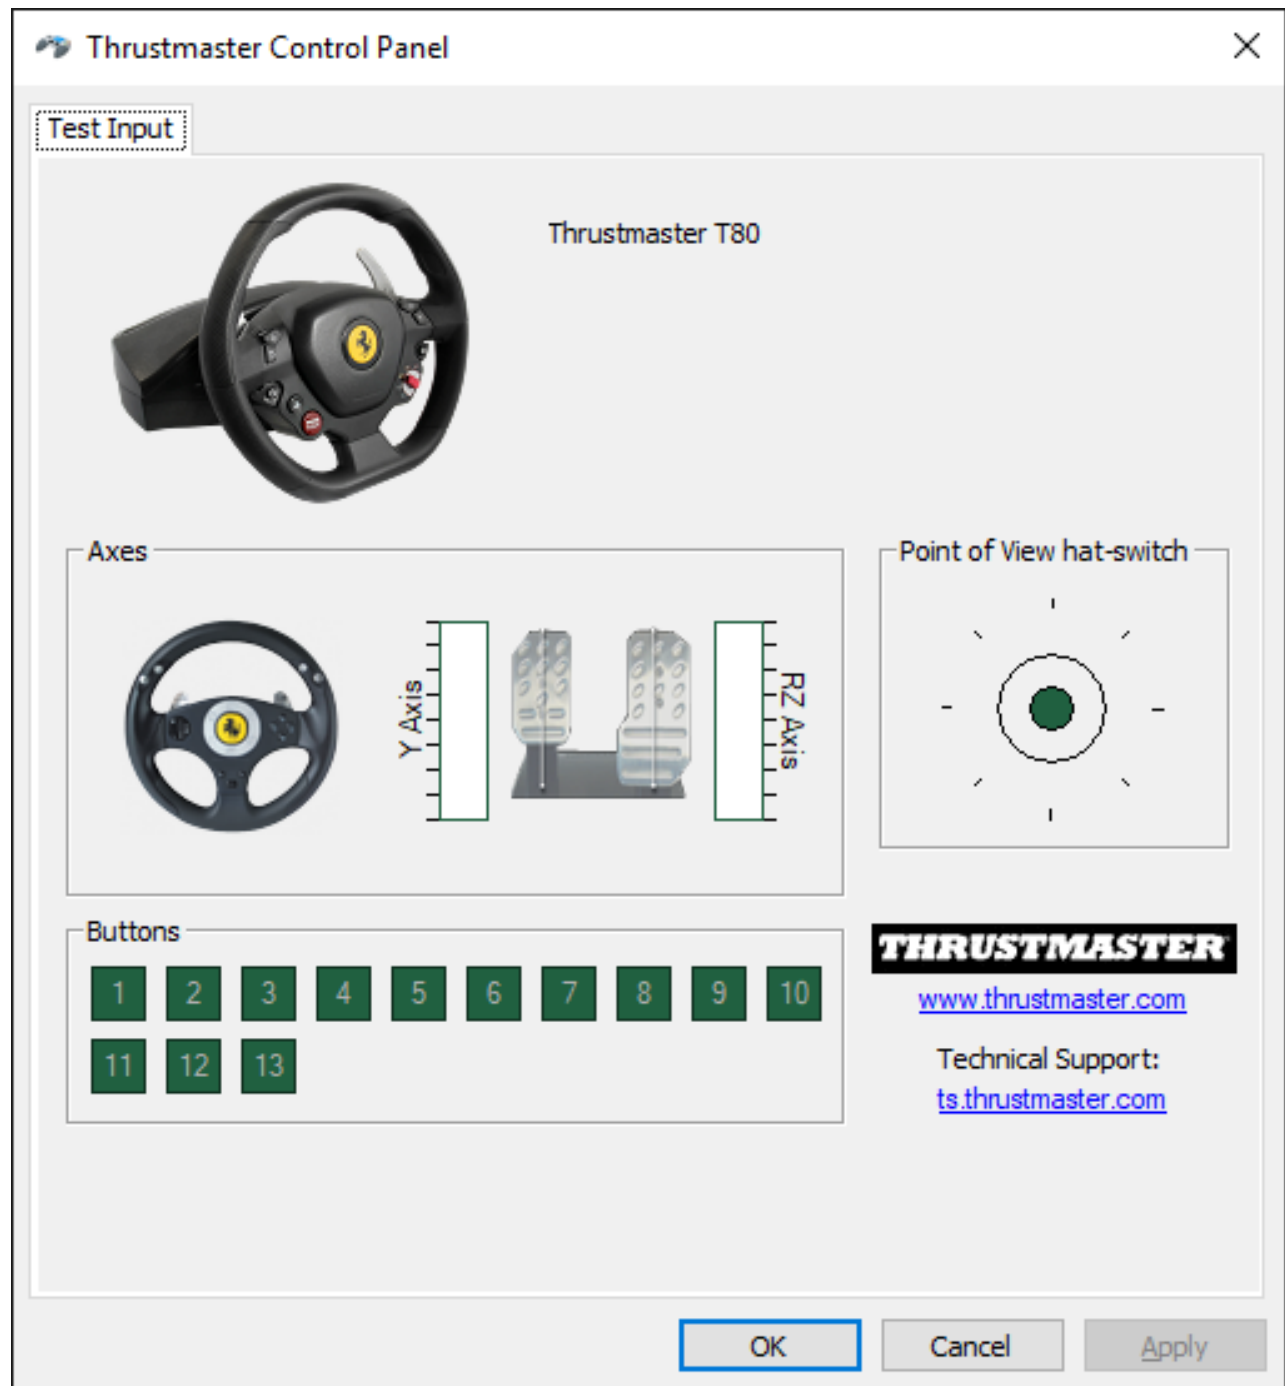 Thrustmaster Control Panel
Test Input
Thrustmaster T80
Axes
Y Axis
RZ Axis
Point of View hat-switch
Buttons
1 2 3 4 5 6 7 8 9 10
11 12 13
THRUSTMASTER
www.thrustmaster.com
Technical Support:
ts.thrustmaster.com
OK Cancel Apply